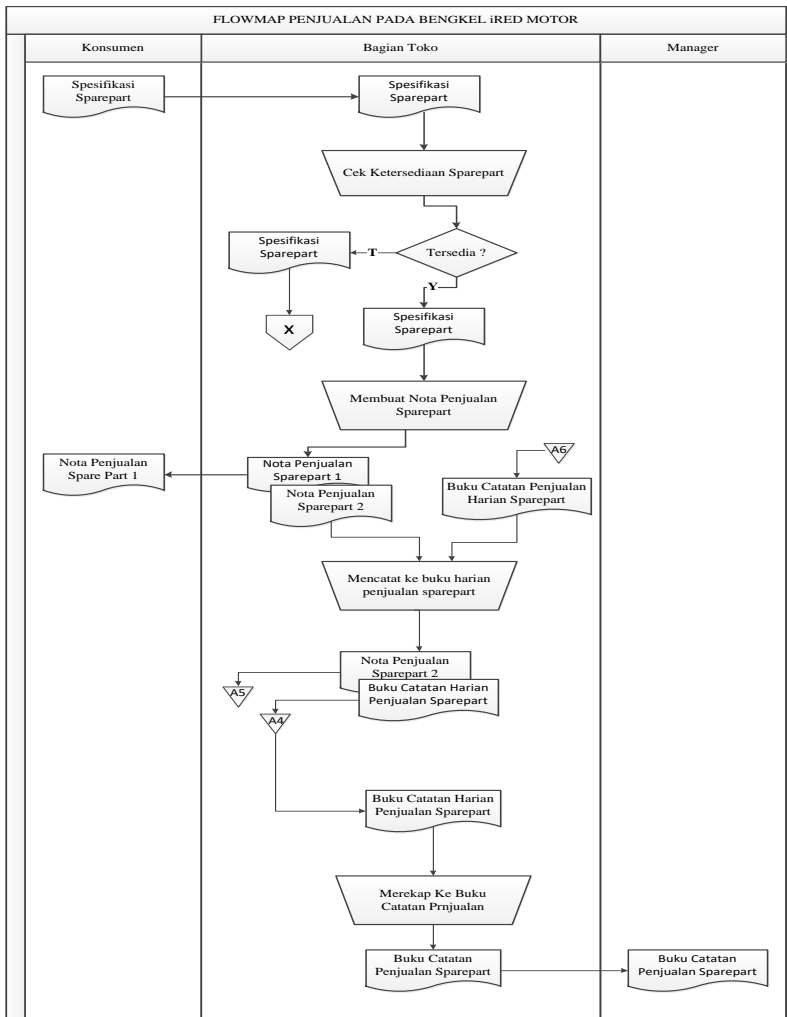 FLOWMAP PENJUALAN PADA BENGKEL iRED MOTOR
Konsumen
Bagian Toko
Manager
Spesifikasi
Sparepart
Spesifikasi
Sparepart
Cek Ketersediaan Sparepart
Tersedia ?
T
Spesifikasi
Sparepart
X
Y
Spesifikasi
Sparepart
Membuat Nota Penjualan
Sparepart
Nota Penjualan
Spare Part 1
Nota Penjualan
Sparepart 1
Nota Penjualan
Sparepart 2
A6
Buku Catatan Penjualan
Harian Sparepart
Mencatat ke buku harian
penjualan sparepart
Nota Penjualan
Sparepart 2
Buku Catatan Harian
Penjualan Sparepart
A5
A4
Buku Catatan Harian
Penjualan Sparepart
Merekap Ke Buku
Catatan Prnjualan
Buku Catatan
Penjualan Sparepart
Buku Catatan
Penjualan Sparepart